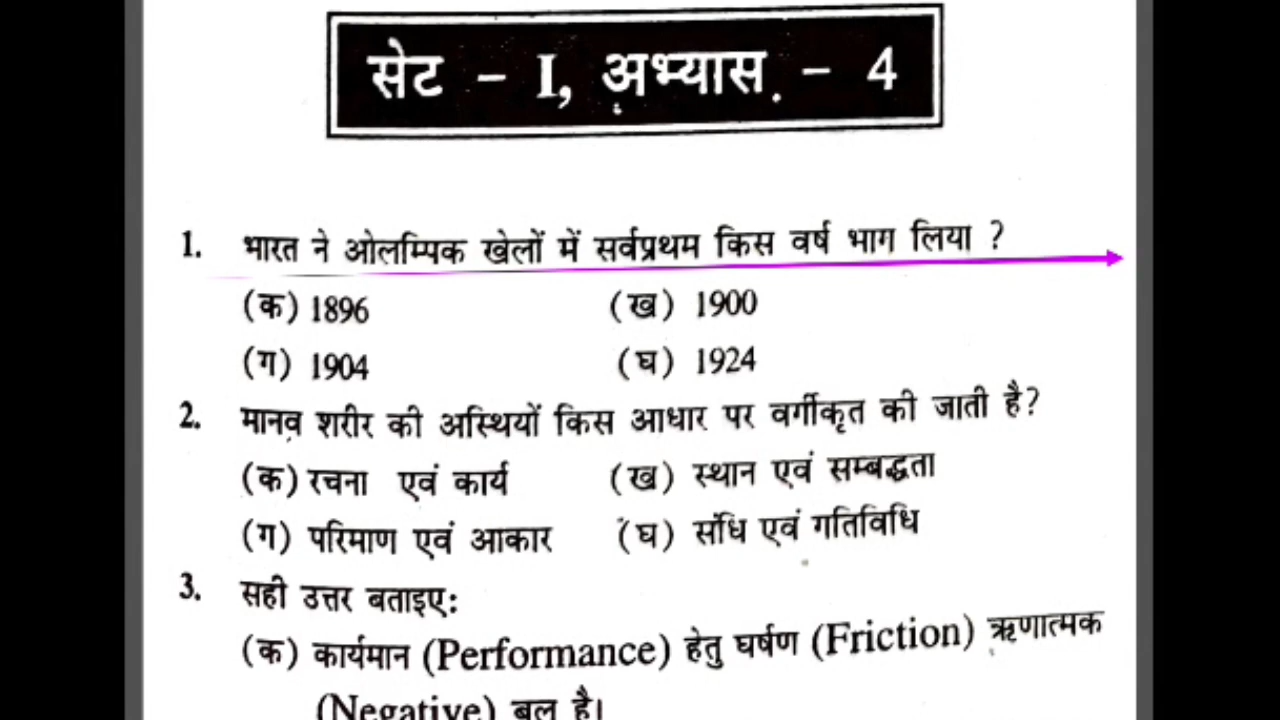 सेट - I, अभ्यास - 4
1. भारत ने ओलम्पिक खेलों में सर्वप्रथम किस वर्ष भाग लिया ?
(क) 1896 (ख) 1900
(ग) 1904 (घ) 1924
2. मानव शरीर की अस्थियों किस आधार पर वर्गीकृत की जाती है?
(क) रचना एवं कार्य (ख) स्थान एवं सम्बद्धता
(ग) परिमाण एवं आकार (घ) संधि एवं गतिविधि
3. सही उत्तर बताइए:
(क) कार्यमान (Performance) हेतु घर्षण (Friction) ऋणात्मक
(Negative) बल है।